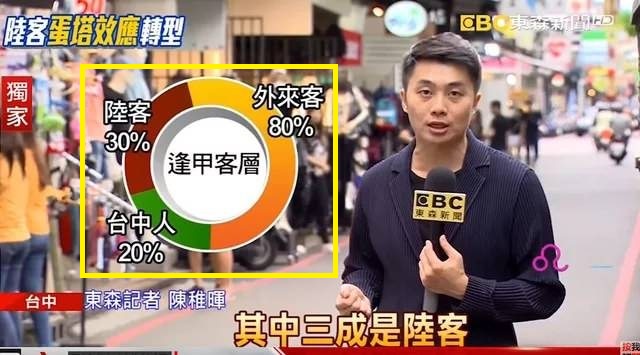 陸客蛋塔效應轉型
EBC東森新聞HD
獨家
陸客
30%
外來客
80%
逢甲客層
台中人
20%
EBC
東森新聞
台中
東森記者 陳稚暉
其中三成是陸客
按我